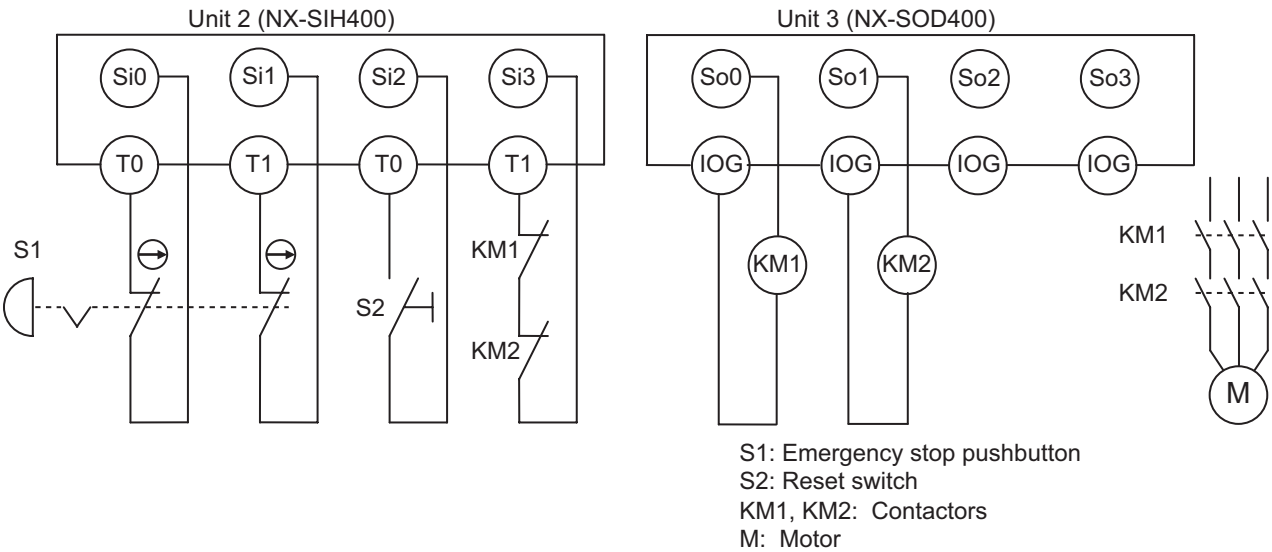 Unit 2 (NX-SIH400)
Unit 3 (NX-SOD400)
Si0 Si1 Si2 Si3
So0 So1 So2 So3
T0 T1 T0 T1
IOG IOG IOG IOG
S1
S2
KM1
KM2
KM1 KM2
KM1
KM2
M
S1: Emergency stop pushbutton
S2: Reset switch
KM1, KM2: Contactors
M: Motor